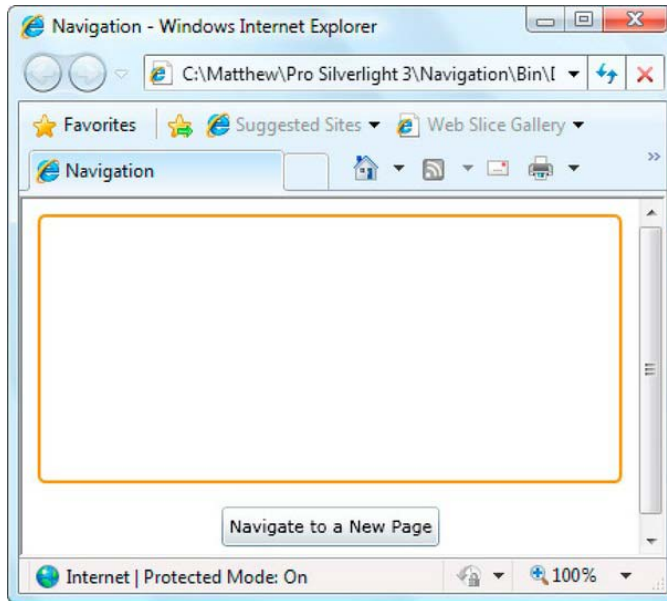 Navigation - Windows Internet Explorer
C:\Matthew\Pro Silverlight 3\Navigation\Bin\
Favorites Suggested Sites Web Slice Gallery
Navigation
Navigate to a New Page
Internet | Protected Mode: On 100%